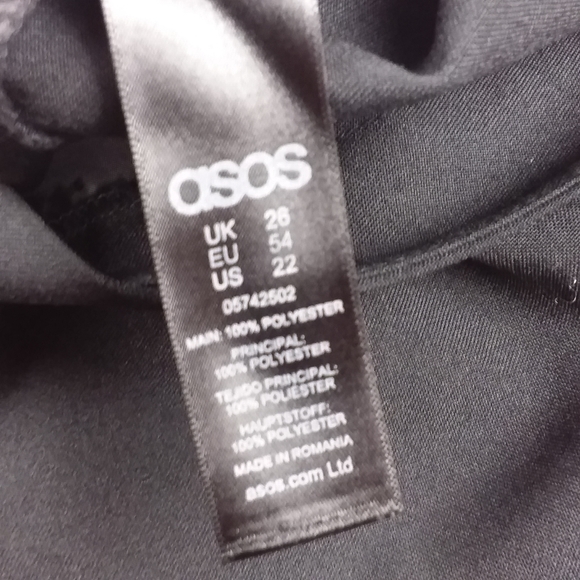 asos
UK 26
EU 54
US 22
05742502
MAIN: 100% POLYESTER
PRINCIPAL:
100% POLYESTER
TEJIDO PRINCIPAL:
100% POLIÉSTER
HAUPTSTOFF:
100% POLYESTER
MADE IN ROMANIA
asos.com Ltd